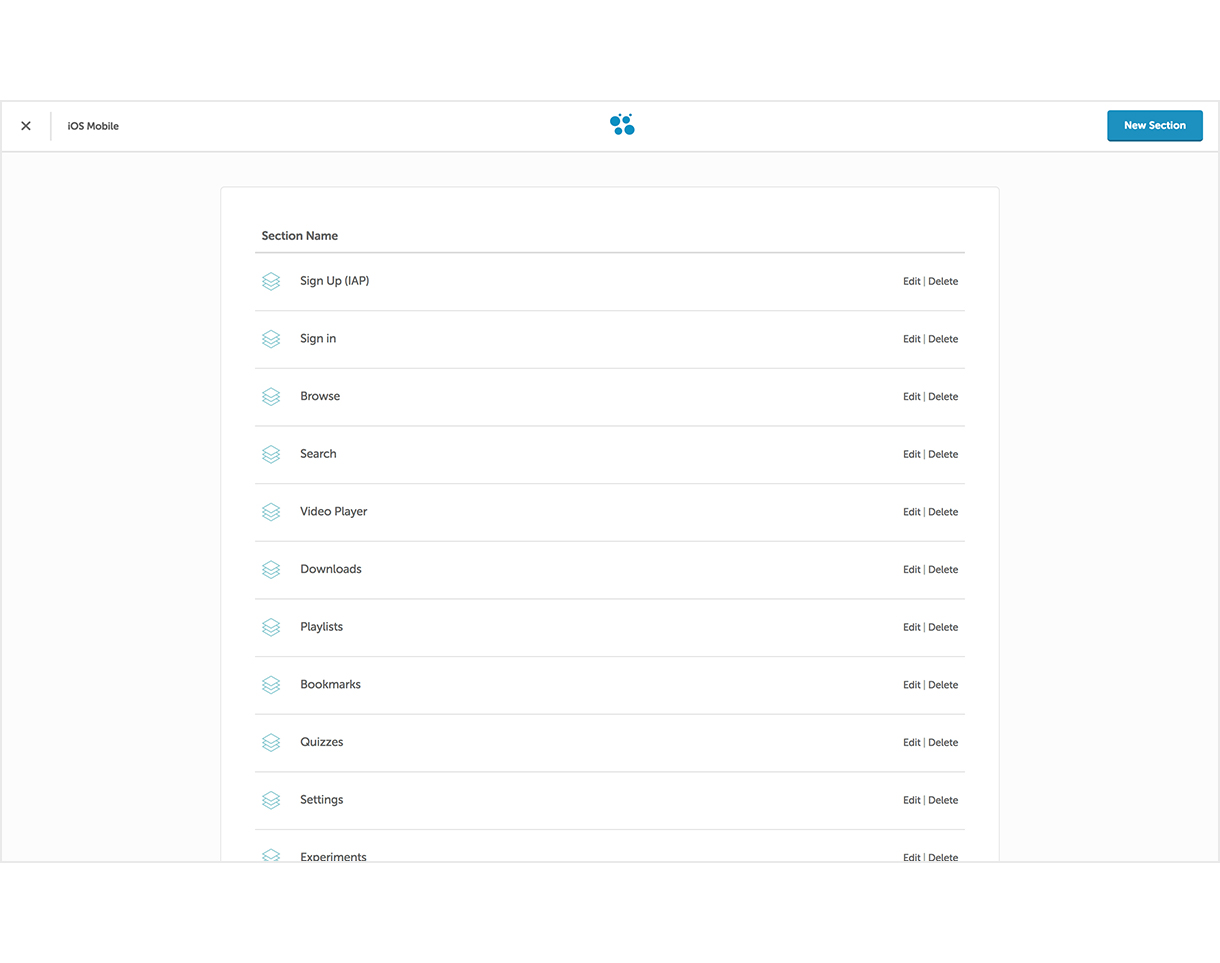 iOS Mobile
New Section
Section Name
Sign Up (IAP) Edit | Delete
Sign in Edit | Delete
Browse Edit | Delete
Search Edit | Delete
Video Player Edit | Delete
Downloads Edit | Delete
Playlists Edit | Delete
Bookmarks Edit | Delete
Quizzes Edit | Delete
Settings Edit | Delete
Experiments Edit | Delete